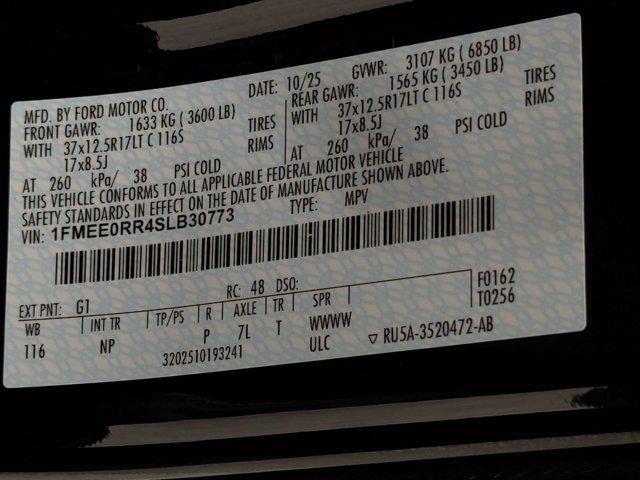 MFD. BY FORD MOTOR CO. DATE: 10/25 GVWR: 3107 KG ( 6850 LB)
FRONT GAWR: 1633 KG ( 3600 LB) REAR GAWR: 1565 KG ( 3450 LB)
WITH 37x12.5R17LT C 116S TIRES WITH 37x12.5R17LT C 116S TIRES
17x8.5J RIMS 17x8.5J RIMS
AT 260 kPa/ 38 PSI COLD AT 260 kPa/ 38 PSI COLD
THIS VEHICLE CONFORMS TO ALL APPLICABLE FEDERAL MOTOR VEHICLE
SAFETY STANDARDS IN EFFECT ON THE DATE OF MANUFACTURE SHOWN ABOVE.
VIN: 1FMEE0RR4SLB30773 TYPE: MPV
EXT PNT: G1 RC: 48 DSO: F0162
WB INT TR TP/PS R AXLE TR SPR T0256
116 NP P 7L T WWWW
3202510193241 ULC ▽ RU5A-3520472-AB